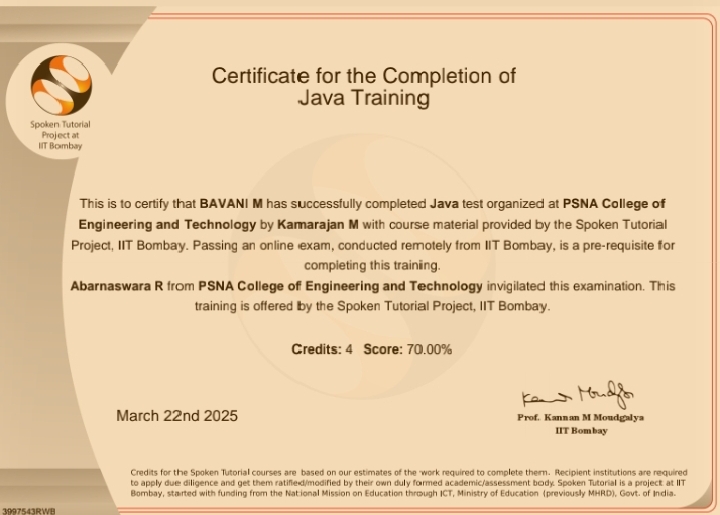 Spoken Tutorial
Project at
IIT Bombay
Certificate for the Completion of
Java Training
This is to certify that BAVANI M has successfully completed Java test organized at PSNA College of
Engineering and Technology by Kamarajan M with course material provided by the Spoken Tutorial
Project, IIT Bombay. Passing an online exam, conducted remotely from IIT Bombay, is a pre-requisite for
completing this training.
Abarnaswara R from PSNA College of Engineering and Technology invigilated this examination. This
training is offered by the Spoken Tutorial Project, IIT Bombay.
Credits: 4 Score: 70.00%
March 22nd 2025
Kannan Moudgalya
Prof. Kannan M Moudgalya
IIT Bombay
Credits for the Spoken Tutorial courses are based on our estimates of the work required to complete them. Recipient institutions are required
to apply due diligence and get them ratified/modified by their own duly formed academic/assessment body. Spoken Tutorial is a project at IIT
Bombay, started with funding from the National Mission on Education through ICT, Ministry of Education (previously MHRD), Govt. of India.
3997543RWB